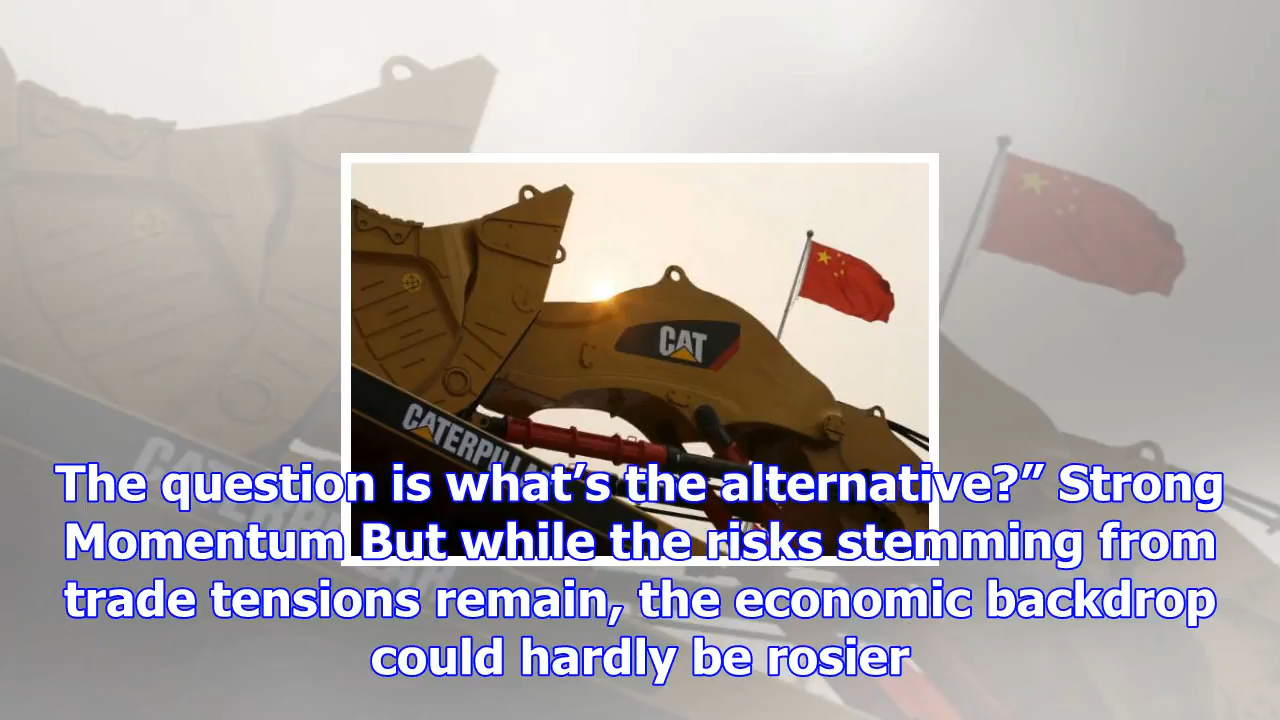 CAT
CATERPILLAR
The question is what’s the alternative?” Strong
Momentum But while the risks stemming from
trade tensions remain, the economic backdrop
could hardly be rosier